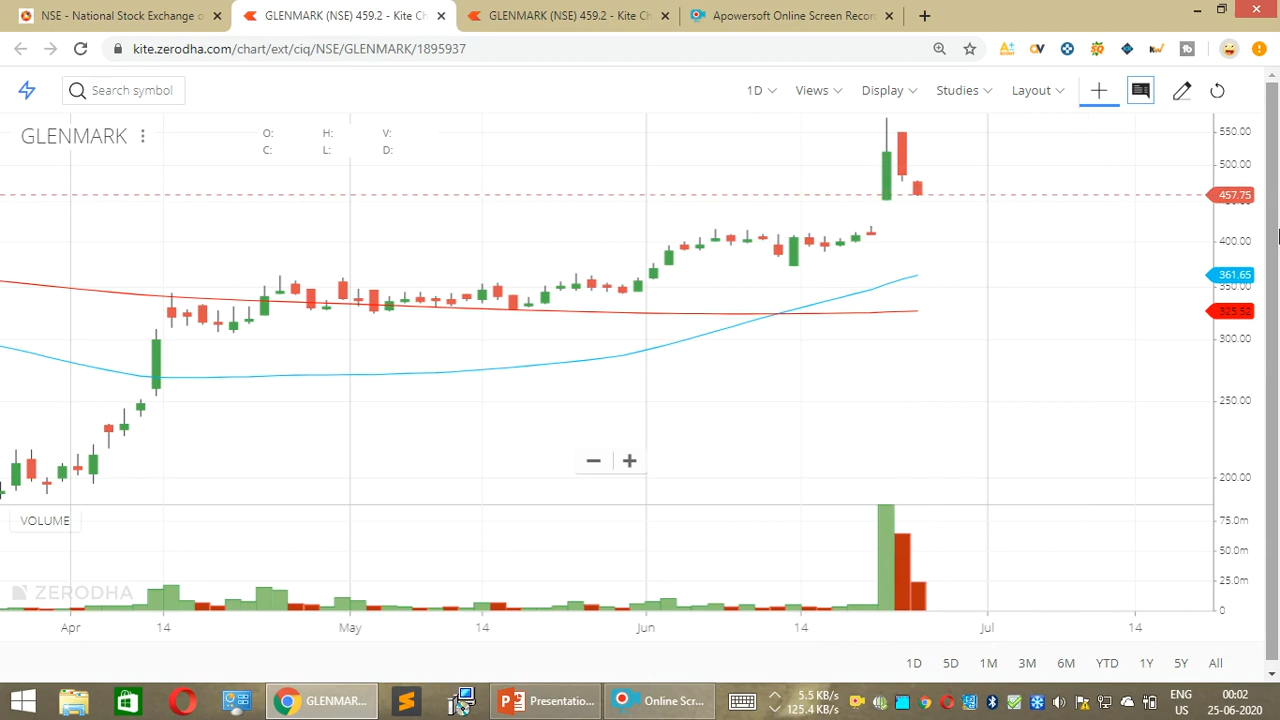 NSE - National Stock Exchange o
GLENMARK (NSE) 459.2 - Kite Ch
GLENMARK (NSE) 459.2 - Kite Ch
Apowersoft Online Screen Recor
kite.zerodha.com/chart/ext/ciq/NSE/GLENMARK/1895937
Search symbol
1D
Views
Display
Studies
Layout
GLENMARK
O: H: V:
C: L: D:
550.00
500.00
457.75
400.00
361.65
350.00
325.52
300.00
250.00
200.00
VOLUME
75.0m
50.0m
25.0m
0
ZERODHA
Apr 14 May 14 Jun 14 Jul 14
1D 5D 1M 3M 6M YTD 1Y 5Y All
GLENMAR...
Presentatio...
Online Scr...
5.5 KB/s
125.4 KB/s
ENG
US
00:02
25-06-2020